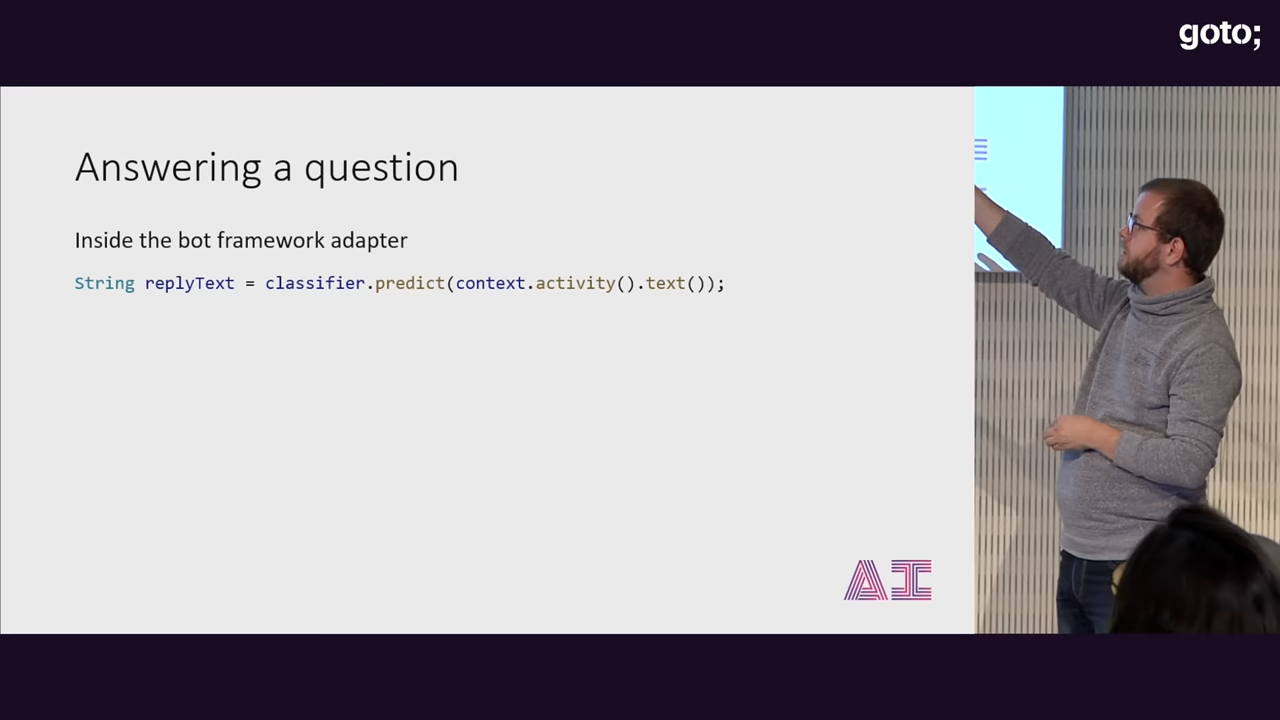 goto;
Answering a question
Inside the bot framework adapter
String replyText = classifier.predict(context.activity().text());
AI